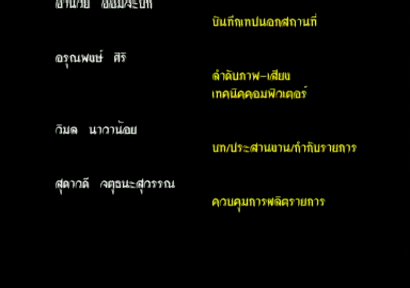 บันทึกเทปนอกสถานที่
อรุณพงษ์ ศิริ
ลำดับภาพ-เสียง
เทคนิคคอมพิวเตอร์
วิมล นาวาน้อย
บท/ประสานงาน/กำกับรายการ
สุดาวดี จตุธนะสุวรรณ
ควบคุมการผลิตรายการ